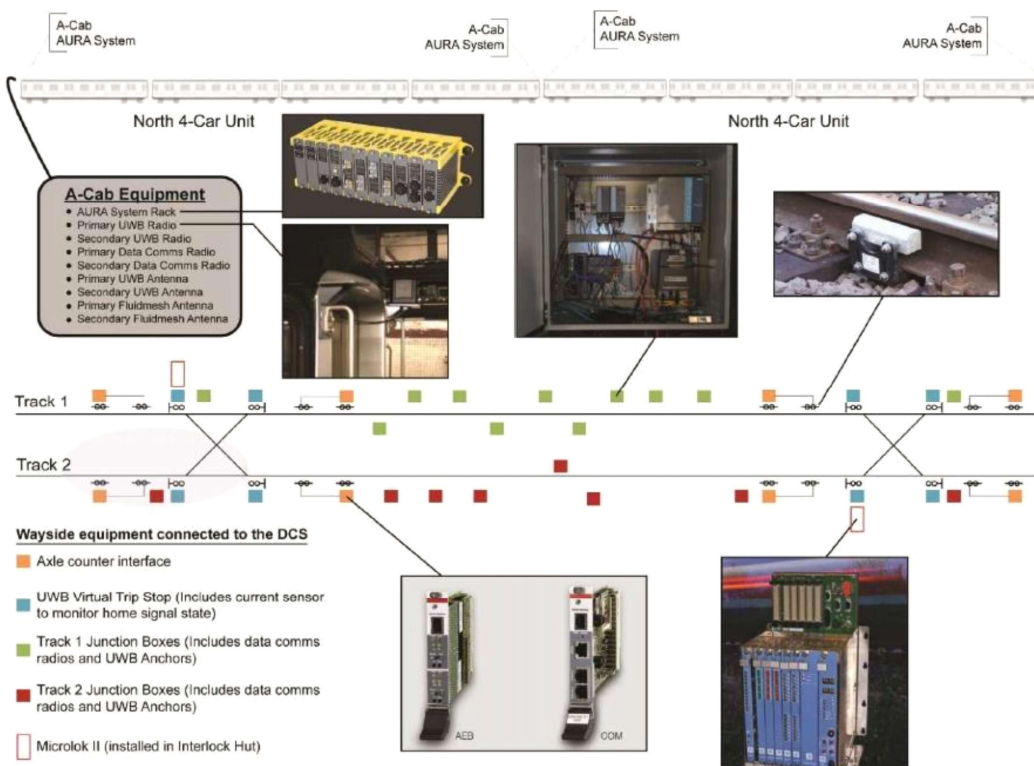 A-Cab
AURA System
A-Cab
AURA System
A-Cab
AURA System
A-Cab
AURA System
North 4-Car Unit
North 4-Car Unit
A-Cab Equipment
• AURA System Rack
• Primary UWB Radio
• Secondary UWB Radio
• Primary Data Comms Radio
• Secondary Data Comms Radio
• Primary UWB Antenna
• Secondary UWB Antenna
• Primary Fluidmesh Antenna
• Secondary Fluidmesh Antenna
Track 1
Track 2
Wayside equipment connected to the DCS
Axle counter interface
UWB Virtual Trip Stop (Includes current sensor
to monitor home signal state)
Track 1 Junction Boxes (Includes data comms
radios and UWB Anchors)
Track 2 Junction Boxes (Includes data comms
radios and UWB Anchors)
Microlok II (installed in Interlock Hut)
AEB
COM